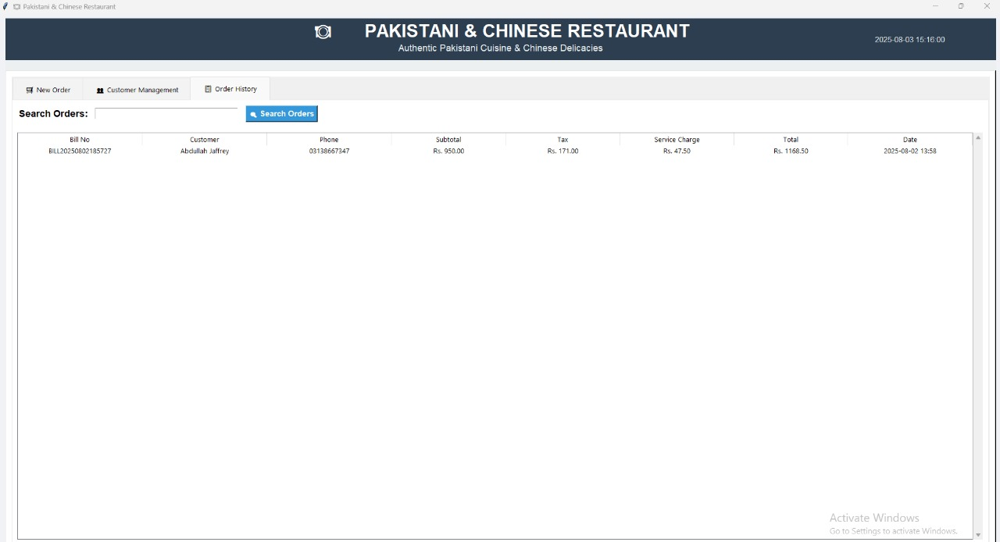 Pakistani & Chinese Restaurant
PAKISTANI & CHINESE RESTAURANT
Authentic Pakistani Cuisine & Chinese Delicacies
2025-08-03 15:16:00
New Order Customer Management Order History
Search Orders: Search Orders
Bill No Customer Phone Subtotal Tax Service Charge Total Date
BILL20250802185727 Abdullah Jaffrey 03138667347 Rs. 950.00 Rs. 171.00 Rs. 47.50 Rs. 1168.50 2025-08-02 13:58
Activate Windows
Go to Settings to activate Windows.